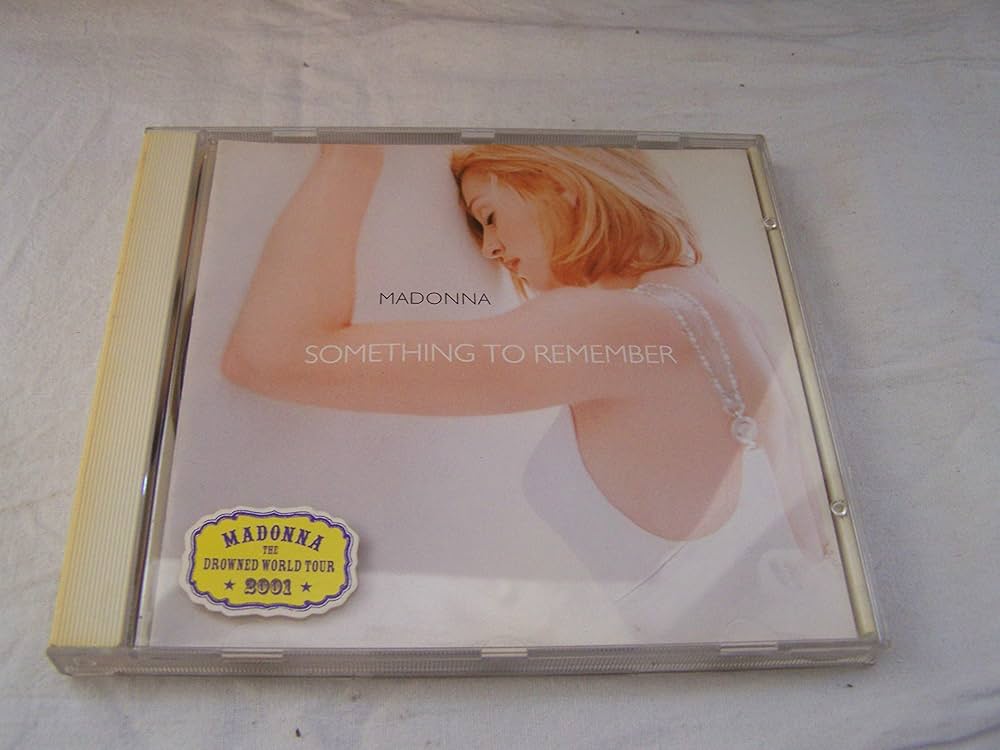 MADONNA
SOMETHING TO REMEMBER
MADONNA
THE
DROWNED WORLD TOUR
★ 2001 ★